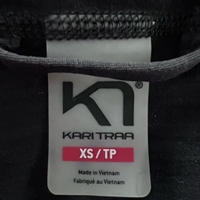 ®
KARI TRAA
XS / TP
Made in Vietnam
Fabriqué au Vietnam